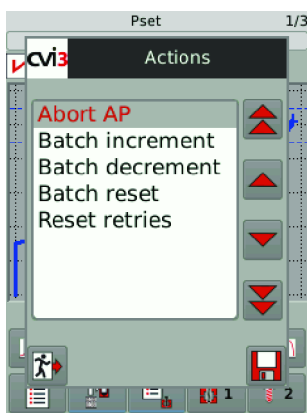 Pset 1/3
cvi3 Actions
Abort AP
Batch increment
Batch decrement
Batch reset
Reset retries
1 2